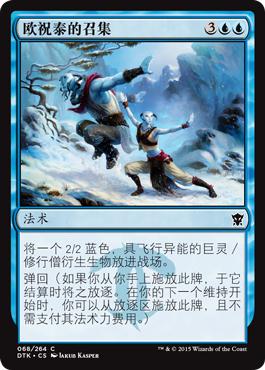 欧祝泰的召集 3
法术
将一个 2/2 蓝色，具飞行异能的巨灵／
修行僧衍生生物放进战场。
弹回（如果你从你手上施放此牌，于它
结算时将之放逐。在你的下一个维持开
始时，你可以从放逐区施放此牌，且不
需支付其法术力费用。）
068/264 C
DTK • CS Jakub Kasper
™ & © 2015 Wizards of the Coast